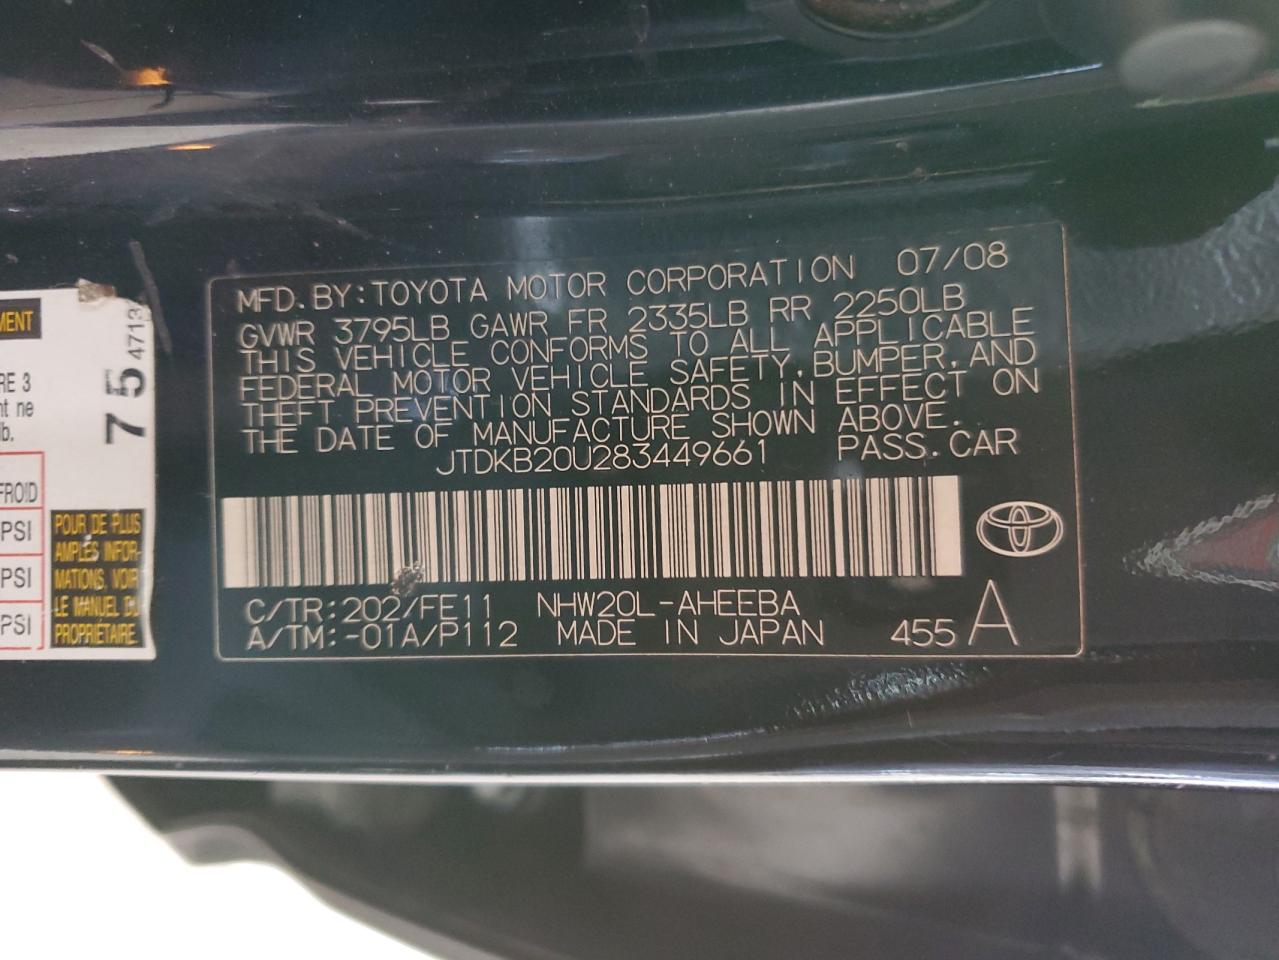 MENT
RE 3
nt ne
b.
FROID
PSI
PSI
PSI
75
4713
POUR DE PLUS
AMPLES INFOR-
MATIONS, VOIR
LE MANUEL DU
PROPRIÉTAIRE
MFD. BY: TOYOTA MOTOR CORPORATION 07/08
GVWR 3795LB GAWR FR 2335LB RR 2250LB
THIS VEHICLE CONFORMS TO ALL APPLICABLE
FEDERAL MOTOR VEHICLE SAFETY, BUMPER, AND
THEFT PREVENTION STANDARDS IN EFFECT ON
THE DATE OF MANUFACTURE SHOWN ABOVE.
JTDKB20U283449661 PASS. CAR
C/TR: 202/FE11 NHW20L-AHEEBA
A/TM: -01A/P112 MADE IN JAPAN 455 A